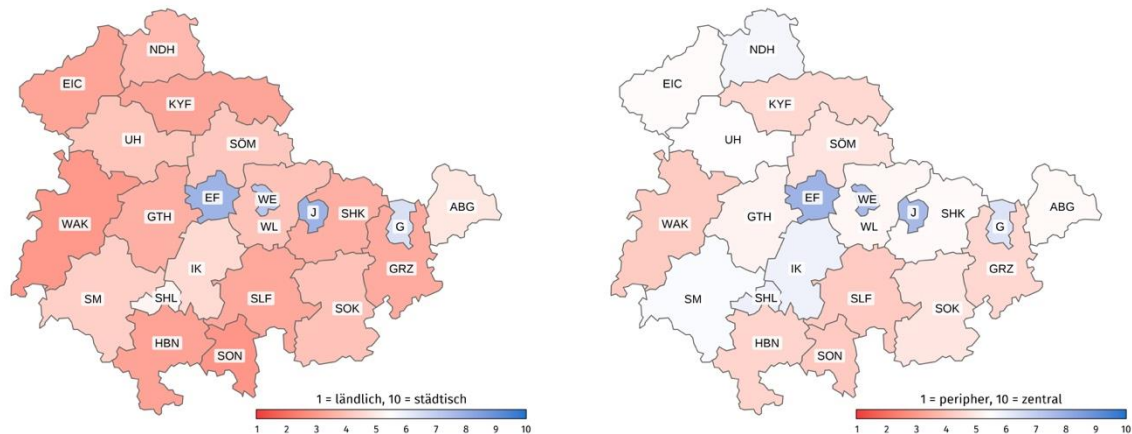 NDH
EIC
KYF
UH
SÖM
EF
WE
J
WL
SHK
G
ABG
WAK
GTH
GRZ
IK
SM
SHL
SLF
SOK
HBN
SON
1 = ländlich, 10 = städtisch
1 2 3 4 5 6 7 8 9 10
NDH
EIC
KYF
UH
SÖM
EF
WE
J
WL
SHK
G
ABG
WAK
GTH
GRZ
IK
SM
SHL
SLF
SOK
HBN
SON
1 = peripher, 10 = zentral
1 2 3 4 5 6 7 8 9 10